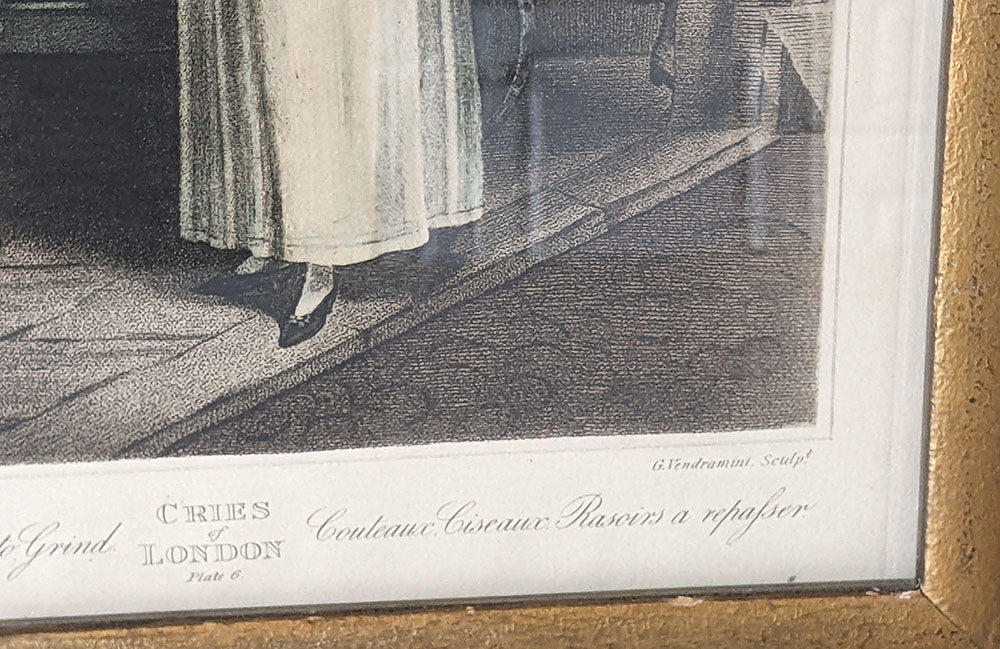 G. Vendramini. Sculpt.
to Grind. CRIES of LONDON Couteaux. Ciseaux. Rasoirs a repaſser.
Plate 6.